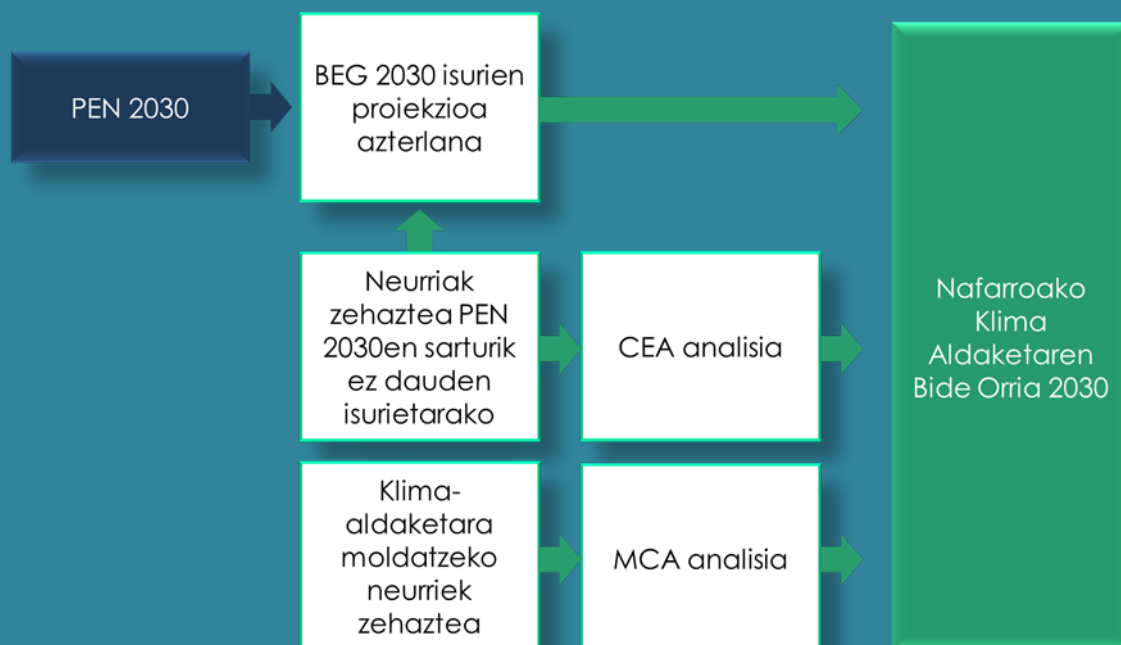 PEN 2030
BEG 2030 isurien
proiekzioa
azterlana
Neurriak
zehaztea PEN
2030en sarturik
ez dauden
isurietarako
CEA analisia
Klima-
aldaketara
moldatzeko
neurriek
zehaztea
MCA analisia
Nafarroako
Klima
Aldaketaren
Bide Orria 2030